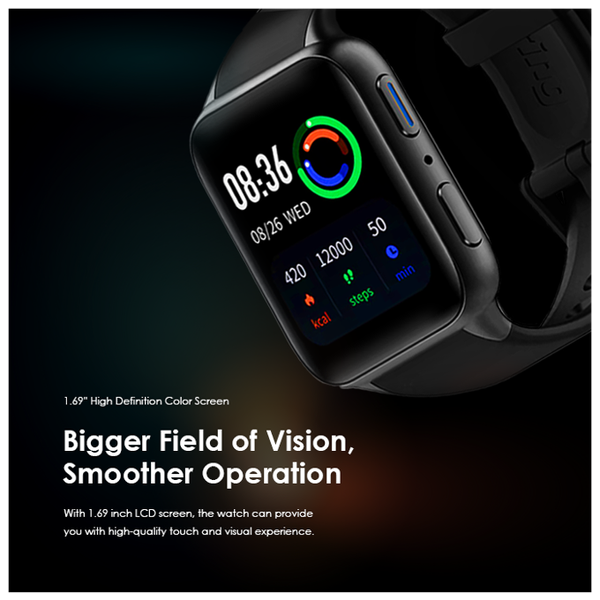 08:36
08/26 WED
420 12000 50
kcal steps min
1.69" High Definition Color Screen
Bigger Field of Vision,
Smoother Operation
With 1.69 inch LCD screen, the watch can provide
you with high-quality touch and visual experience.